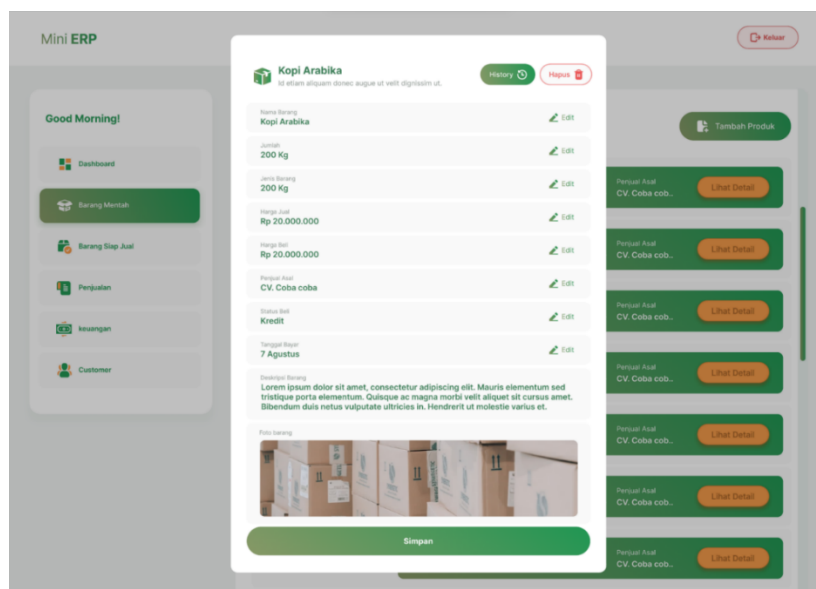 Mini ERP
Keluar
Good Morning!
Dashboard
Barang Mentah
Barang Siap Jual
Penjualan
keuangan
Customer
Kopi Arabika
Id etiam aliquam donec augue ut velit dignissim ut.
History
Hapus
Nama Barang
Kopi Arabika
Edit
Jumlah
200 Kg
Edit
Jenis Barang
200 Kg
Edit
Harga Jual
Rp 20.000.000
Edit
Harga Beli
Rp 20.000.000
Edit
Penjual Asal
CV. Coba coba
Edit
Status Beli
Kredit
Edit
Tanggal Bayar
7 Agustus
Edit
Deskripsi Barang
Lorem ipsum dolor sit amet, consectetur adipiscing elit. Mauris elementum sed
tristique porta elementum. Quisque ac magna morbi velit aliquet sit cursus amet.
Bibendum duis netus vulputate ultricies in. Hendrerit ut molestie varius et.
Foto barang
Simpan
Tambah Produk
Penjual Asal
CV. Coba cob..
Lihat Detail
Penjual Asal
CV. Coba cob..
Lihat Detail
Penjual Asal
CV. Coba cob..
Lihat Detail
Penjual Asal
CV. Coba cob..
Lihat Detail
Penjual Asal
CV. Coba cob..
Lihat Detail
Penjual Asal
CV. Coba cob..
Lihat Detail
Penjual Asal
CV. Coba cob..
Lihat Detail